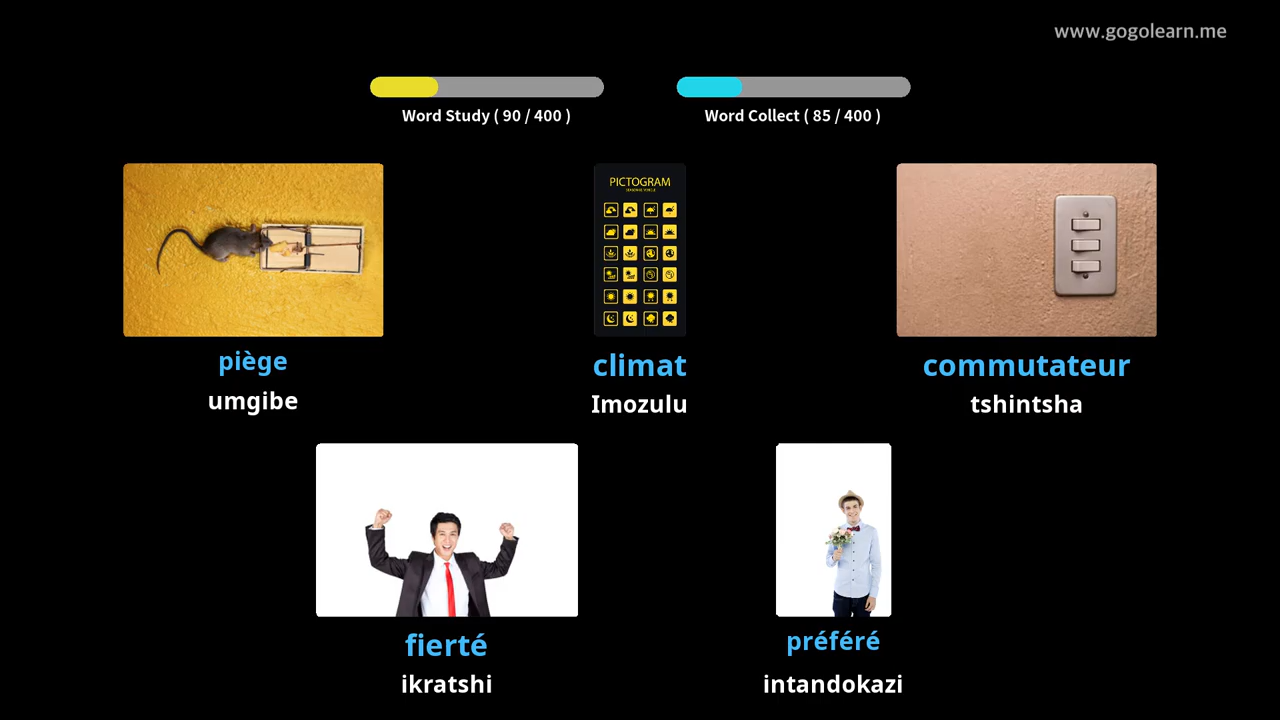 www.gogolearn.me
Word Study ( 90 / 400 )
Word Collect ( 85 / 400 )
PICTOGRAM
piège
umgibe
climat
Imozulu
commutateur
tshintsha
fierté
ikratshi
préféré
intandokazi